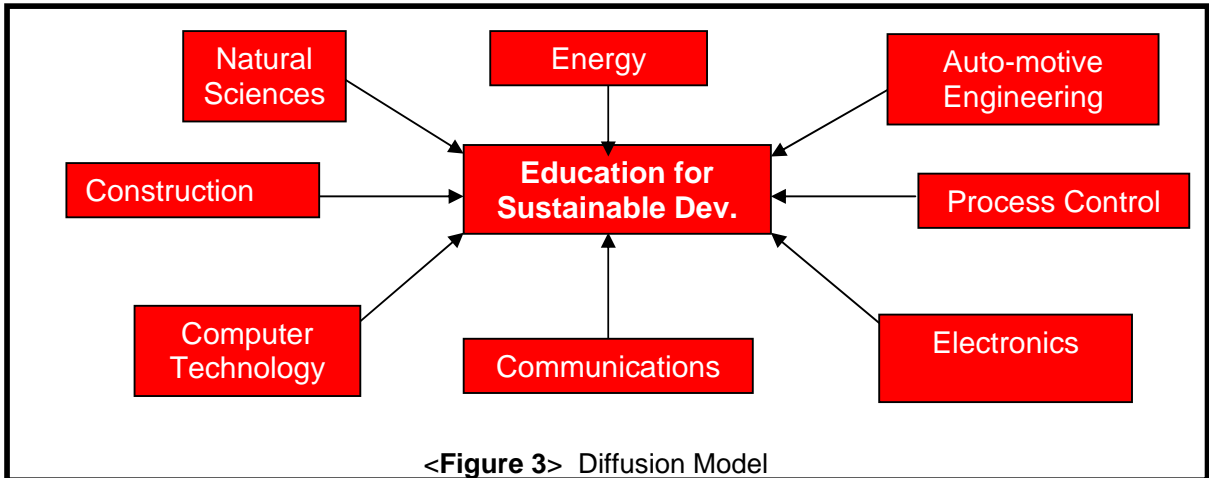 Natural
Sciences
Energy
Auto-motive
Engineering
Construction
Education for
Sustainable Dev.
Process Control
Computer
Technology
Communications
Electronics
<Figure 3> Diffusion Model